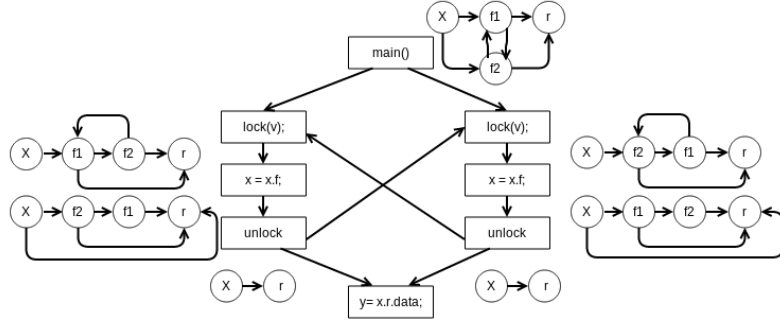 X f1 r
main()
f2
lock(v); lock(v);
X f1 f2 r
X f2 f1 r
x = x.f; x = x.f;
X f2 f1 r
X f1 f2 r
unlock unlock
X r
X r
y= x.r.data;